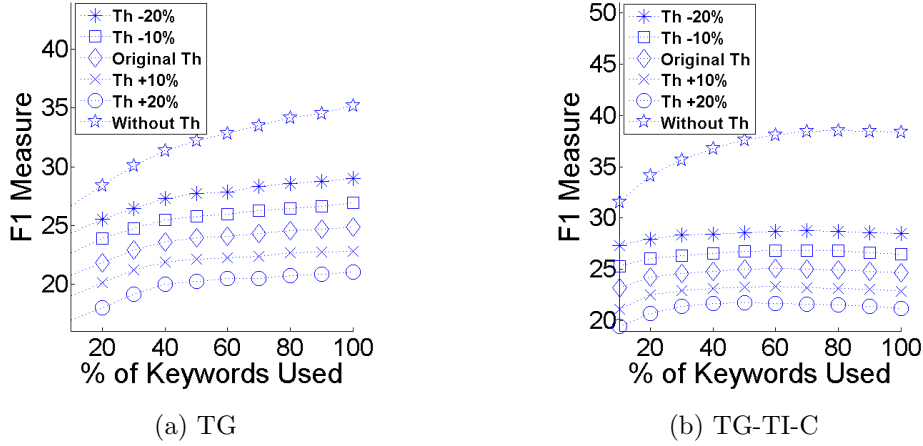 Th -20%
Th -10%
Original Th
Th +10%
Th +20%
Without Th
40
35
30
25
20
F1 Measure
20 40 60 80 100
% of Keywords Used
(a) TG
Th -20%
Th -10%
Original Th
Th +10%
Th +20%
Without Th
50
45
40
35
30
25
20
F1 Measure
20 40 60 80 100
% of Keywords Used
(b) TG-TI-C